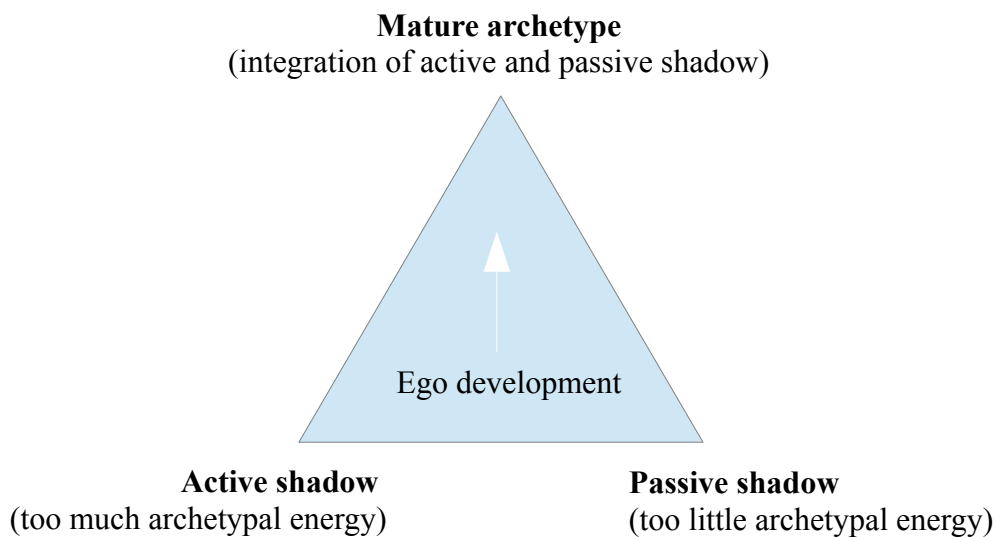 Mature archetype
(integration of active and passive shadow)
Ego development
Active shadow
(too much archetypal energy)
Passive shadow
(too little archetypal energy)